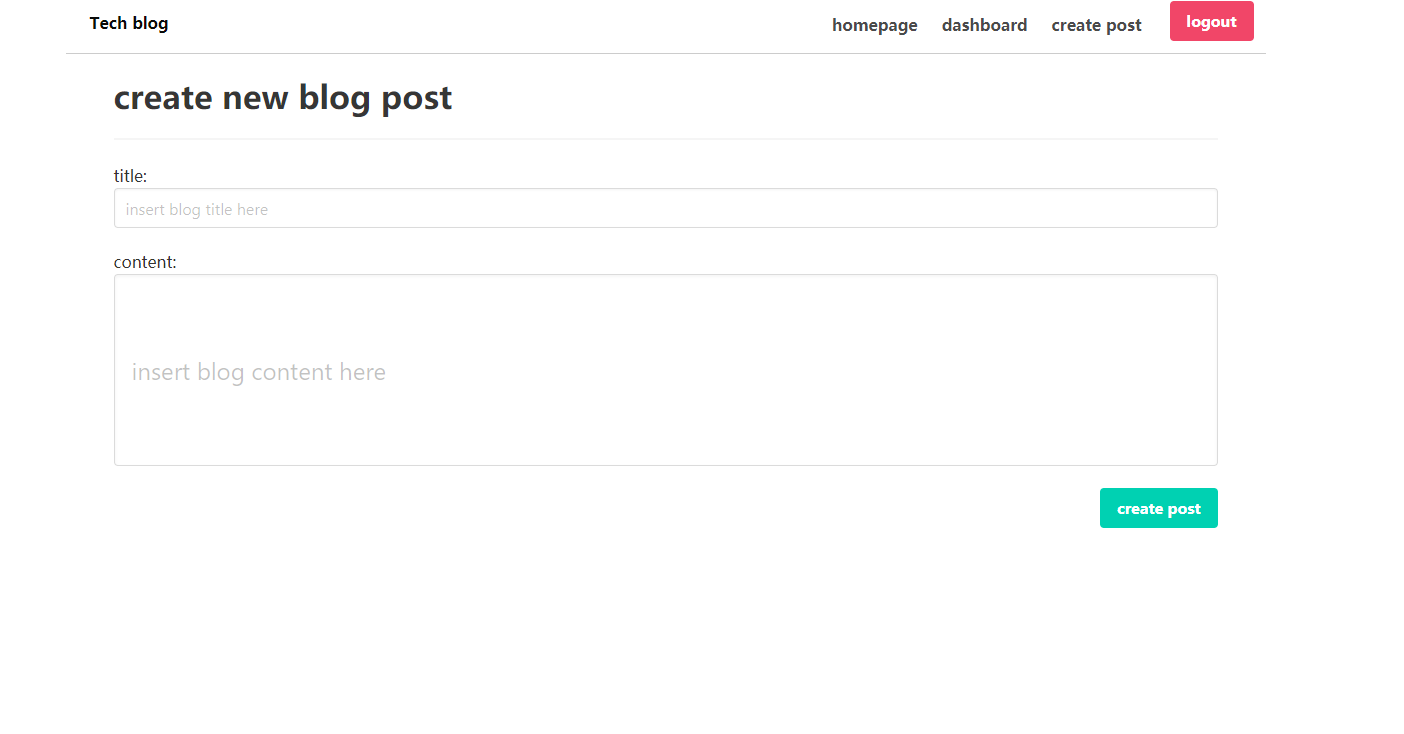 Tech blog
homepage dashboard create post logout
create new blog post
title:
insert blog title here
content:
insert blog content here
create post